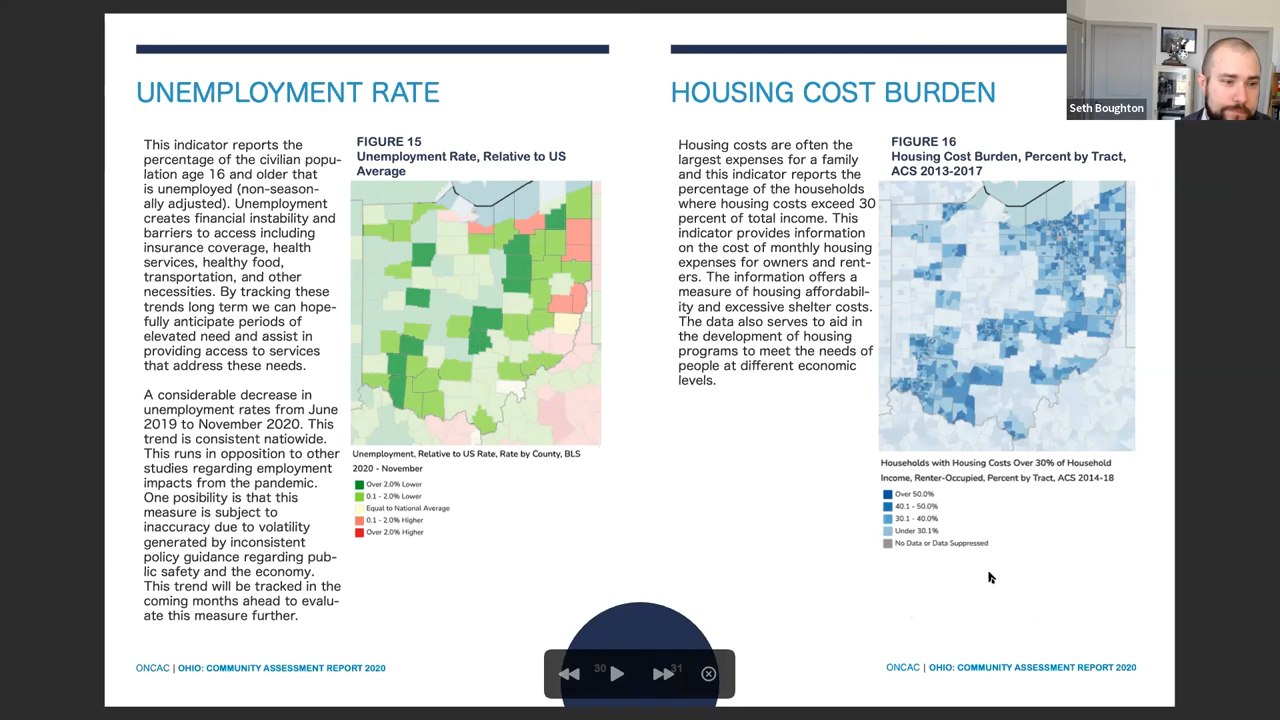 UNEMPLOYMENT RATE
This indicator reports the
percentage of the civilian popu-
lation age 16 and older that
is unemployed (non-season-
ally adjusted). Unemployment
creates financial instability and
barriers to access including
insurance coverage, health
services, healthy food,
transportation, and other
necessities. By tracking these
trends long term we can hope-
fully anticipate periods of
elevated need and assist in
providing access to services
that address these needs.
A considerable decrease in
unemployment rates from June
2019 to November 2020. This
trend is consistent natiowide.
This runs in opposition to other
studies regarding employment
impacts from the pandemic.
One posibility is that this
measure is subject to
inaccuracy due to volatility
generated by inconsistent
policy guidance regarding pub-
lic safety and the economy.
This trend will be tracked in the
coming months ahead to evalu-
ate this measure further.
FIGURE 15
Unemployment Rate, Relative to US
Average
Unemployment, Relative to US Rate, Rate by County, BLS
2020 - November
Over 2.0% Lower
0.1 - 2.0% Lower
Equal to National Average
0.1 - 2.0% Higher
Over 2.0% Higher
ONCAC | OHIO: COMMUNITY ASSESSMENT REPORT 2020
30
HOUSING COST BURDEN
Housing costs are often the
largest expenses for a family
and this indicator reports the
percentage of the households
where housing costs exceed 30
percent of total income. This
indicator provides information
on the cost of monthly housing
expenses for owners and rent-
ers. The information offers a
measure of housing affordabil-
ity and excessive shelter costs.
The data also serves to aid in
the development of housing
programs to meet the needs of
people at different economic
levels.
FIGURE 16
Housing Cost Burden, Percent by Tract,
ACS 2013-2017
Households with Housing Costs Over 30% of Household
Income, Renter-Occupied, Percent by Tract, ACS 2014-18
Over 50.0%
40.1 - 50.0%
30.1 - 40.0%
Under 30.1%
No Data or Data Suppressed
31
ONCAC | OHIO: COMMUNITY ASSESSMENT REPORT 2020
Seth Boughton